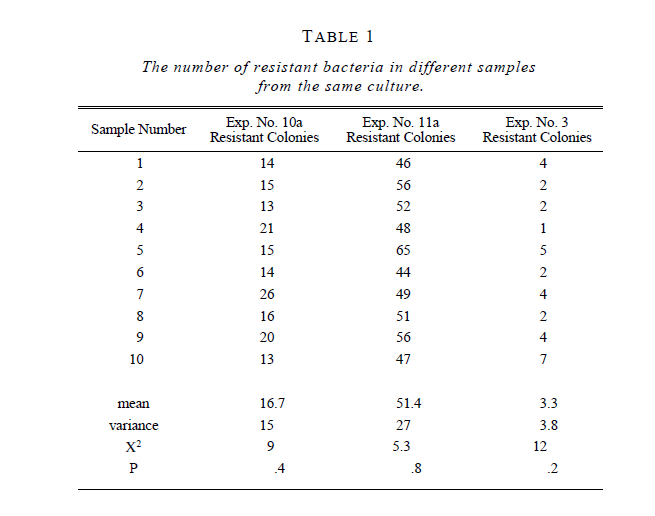 TABLE 1
The number of resistant bacteria in different samples
from the same culture.
Sample Number Exp. No. 10a Resistant Colonies Exp. No. 11a Resistant Colonies Exp. No. 3 Resistant Colonies
1 14 46 4
2 15 56 2
3 13 52 2
4 21 48 1
5 15 65 5
6 14 44 2
7 26 49 4
8 16 51 2
9 20 56 4
10 13 47 7
mean 16.7 51.4 3.3
variance 15 27 3.8
X² 9 5.3 12
P .4 .8 .2